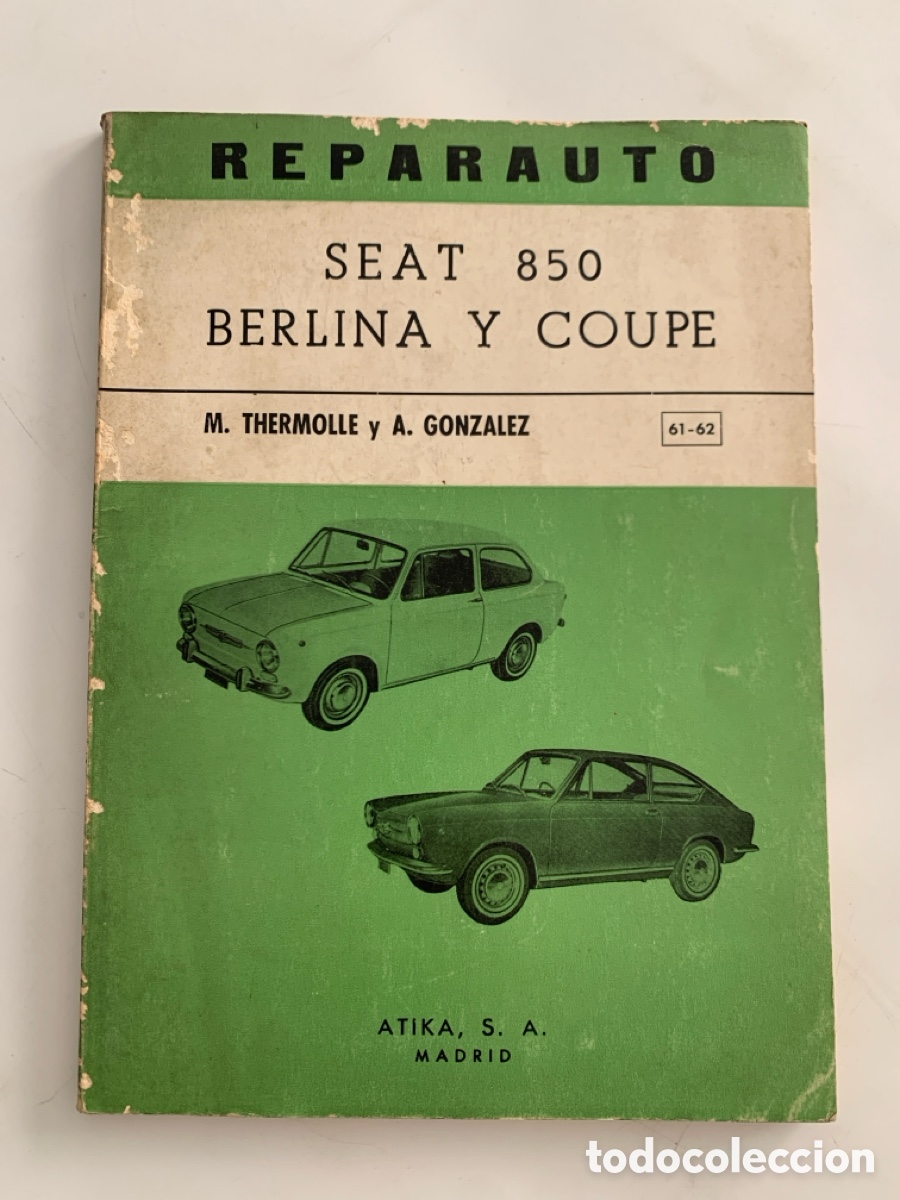 REPARAUTO
SEAT 850
BERLINA Y COUPE
M. THERMOLLE y A. GONZALEZ
61-62
ATIKA, S. A.
MADRID
todocoleccion